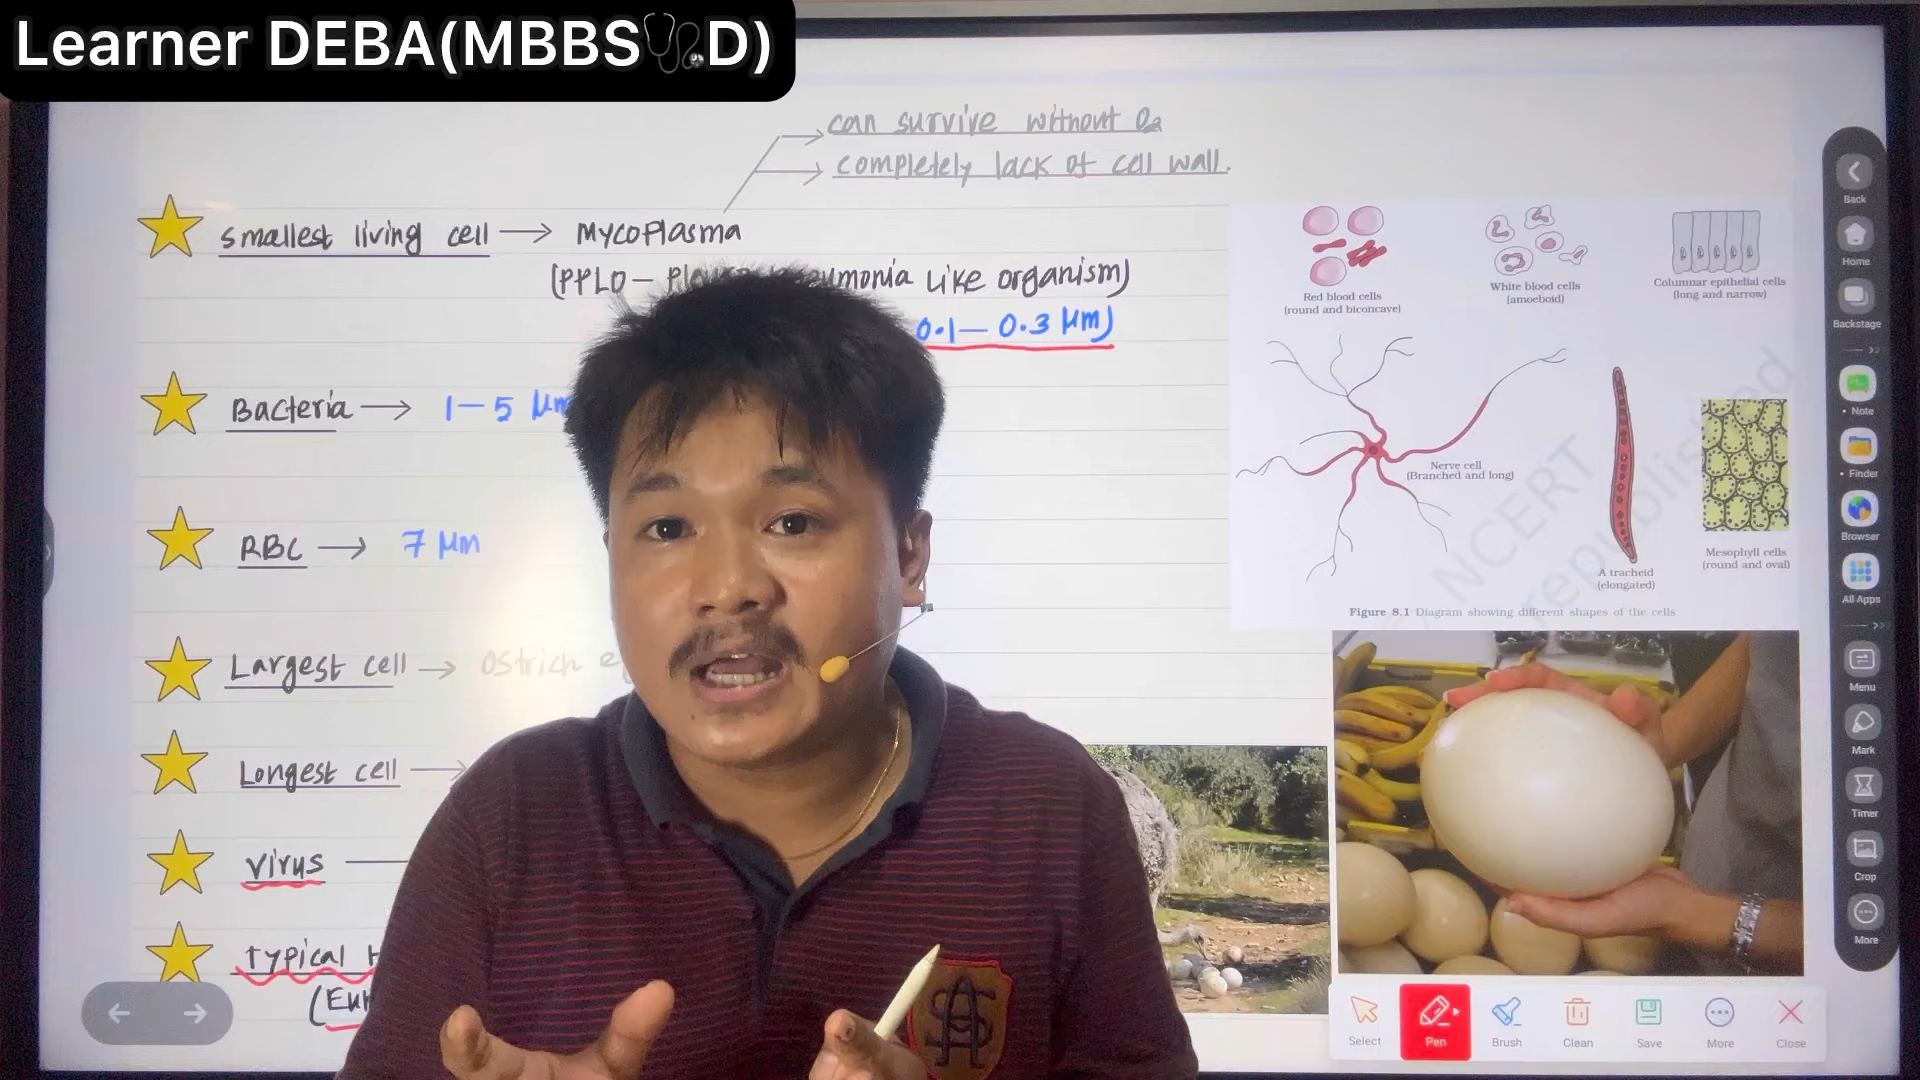 Learner DEBA(MBBS🩺D)
can survive without O2
completely lack of cell wall.
smallest living cell → Mycoplasma
(PPLO – Like organism)
0.1 – 0.3 µm)
Bacteria → 1 – 5 µm
RBC → 7 µm
Largest cell → Ostrich
Longest cell →
Virus
Typical
Red blood cells
(round and biconcave)
White blood cells
(amoeboid)
Columnar epithelial cells
(long and narrow)
Nerve cell
(Branched and long)
A tracheid
(elongated)
Mesophyll cells
(round and oval)
Figure 8.1 Diagram showing different shapes of the cells
NCERT
republished
Back
Home
Backstage
Note
Finder
Browser
All Apps
Menu
Mark
Timer
Crop
More
Select
Pen
Brush
Clean
Save
More
Close